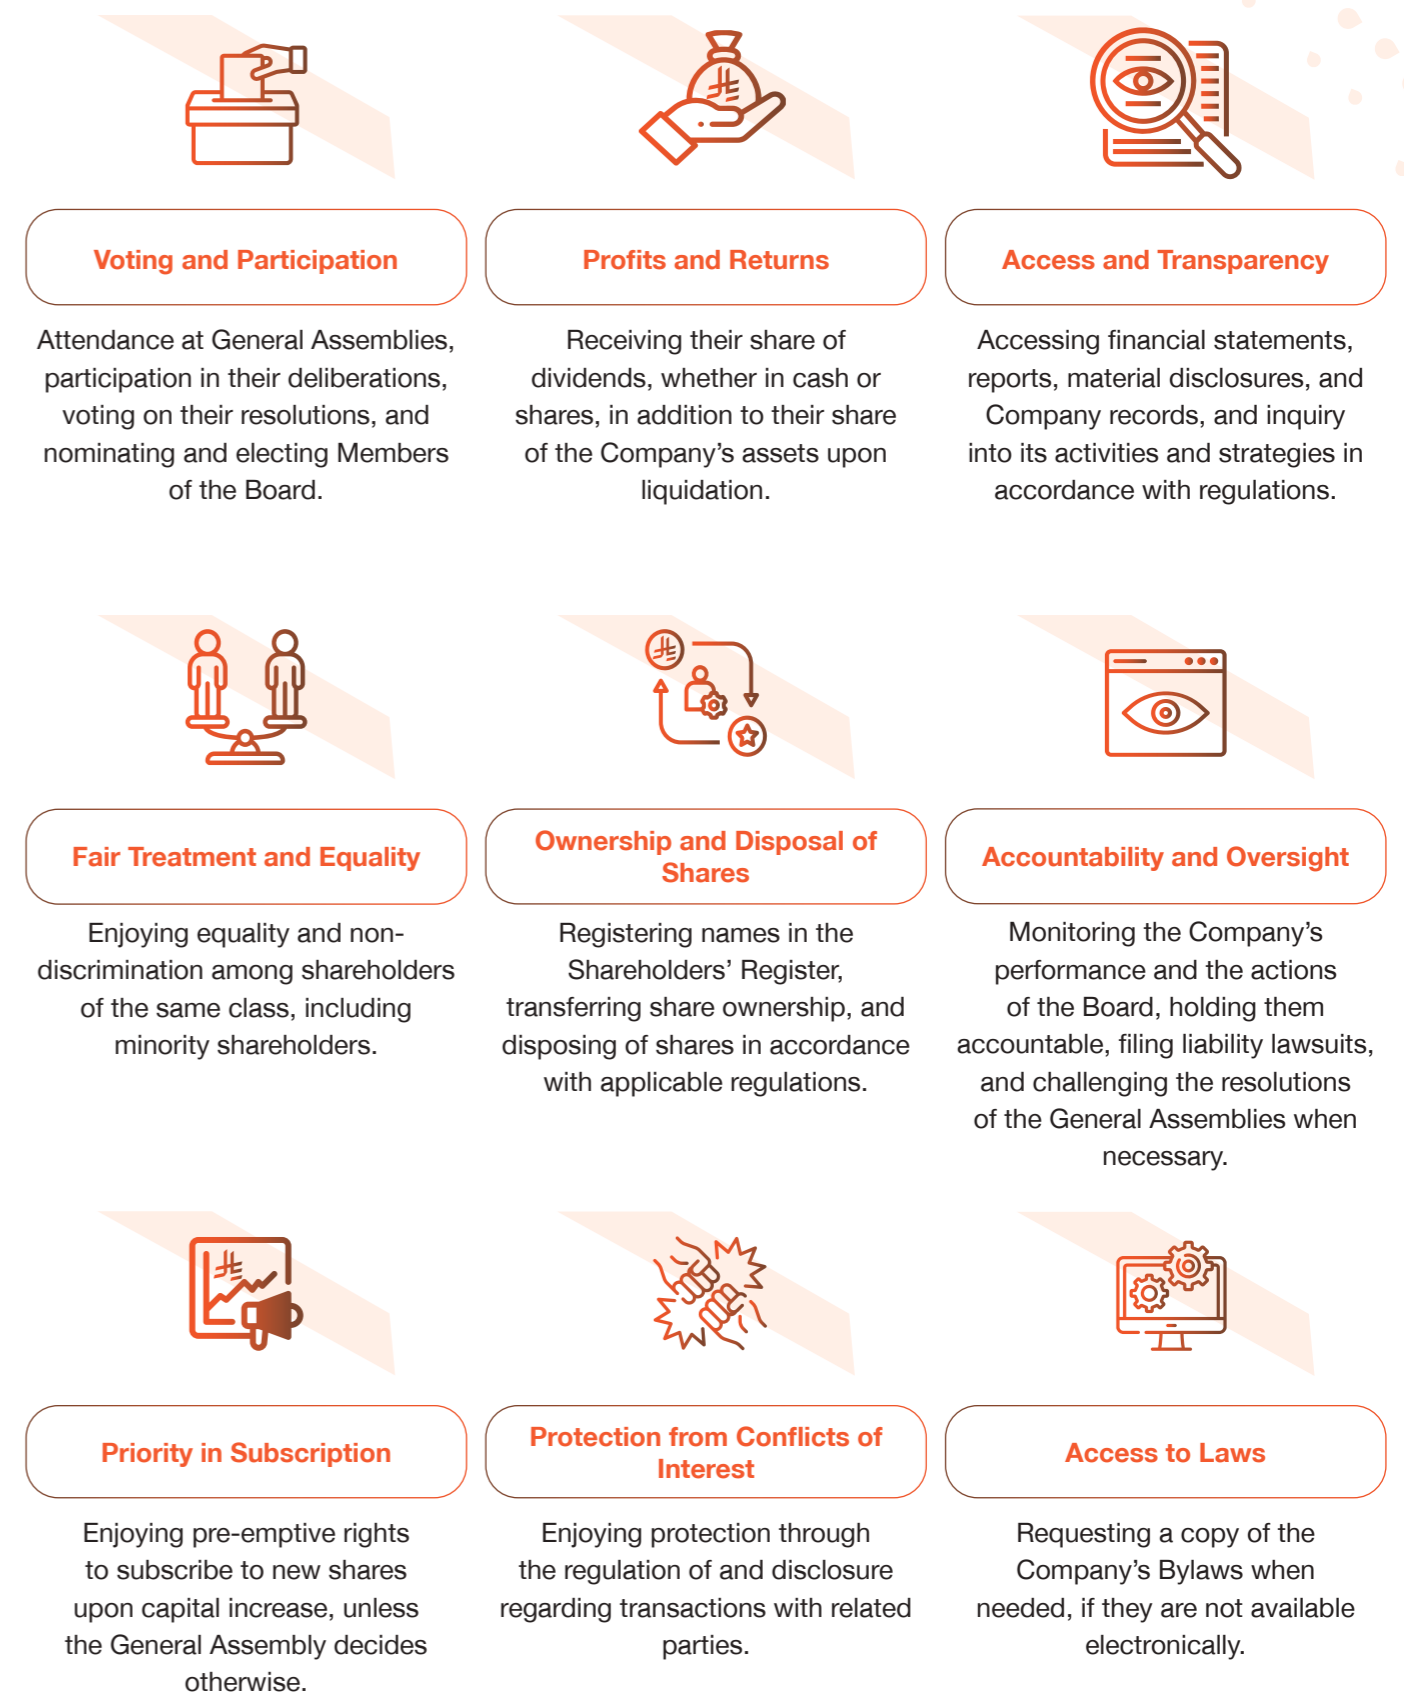 Voting and Participation
Attendance at General Assemblies,
participation in their deliberations,
voting on their resolutions, and
nominating and electing Members
of the Board.
Profits and Returns
Receiving their share of
dividends, whether in cash or
shares, in addition to their share
of the Company’s assets upon
liquidation.
Access and Transparency
Accessing financial statements,
reports, material disclosures, and
Company records, and inquiry
into its activities and strategies in
accordance with regulations.
Fair Treatment and Equality
Enjoying equality and non-
discrimination among shareholders
of the same class, including
minority shareholders.
Ownership and Disposal of
Shares
Registering names in the
Shareholders’ Register,
transferring share ownership, and
disposing of shares in accordance
with applicable regulations.
Accountability and Oversight
Monitoring the Company’s
performance and the actions
of the Board, holding them
accountable, filing liability lawsuits,
and challenging the resolutions
of the General Assemblies when
necessary.
Priority in Subscription
Enjoying pre-emptive rights
to subscribe to new shares
upon capital increase, unless
the General Assembly decides
otherwise.
Protection from Conflicts of
Interest
Enjoying protection through
the regulation of and disclosure
regarding transactions with related
parties.
Access to Laws
Requesting a copy of the
Company’s Bylaws when
needed, if they are not available
electronically.